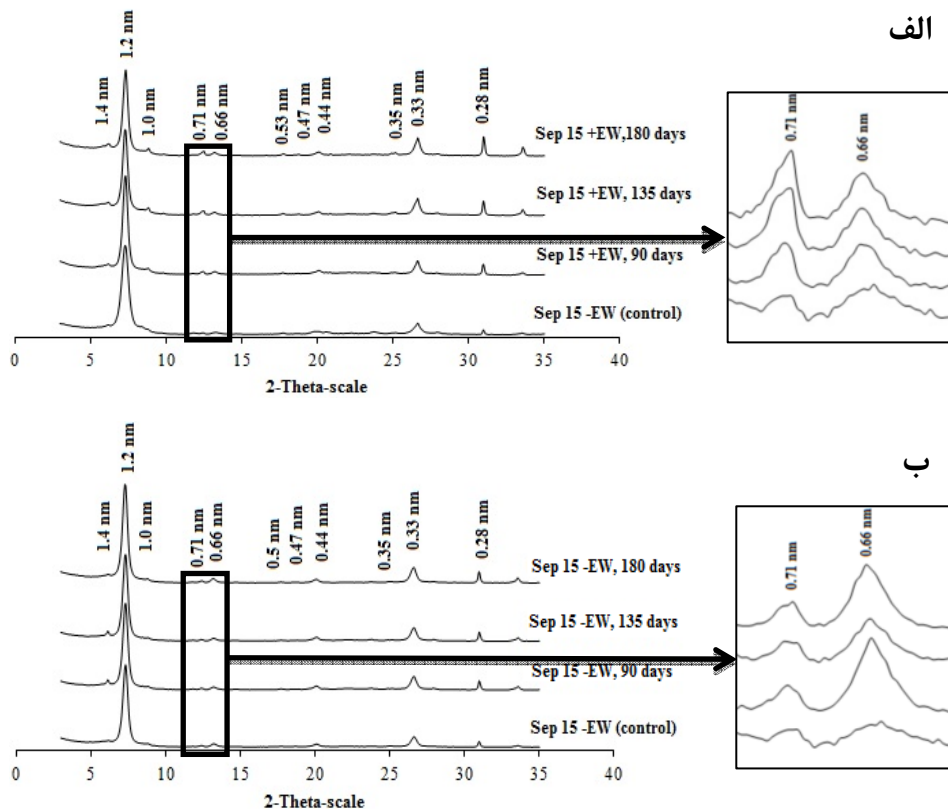 الف
1.4 nm
1.2 nm
1.0 nm
0.71 nm
0.66 nm
0.53 nm
0.47 nm
0.44 nm
0.35 nm
0.33 nm
0.28 nm
Sep 15 +EW,180 days
Sep 15 +EW, 135 days
Sep 15 +EW, 90 days
Sep 15 -EW (control)
0 5 10 15 20 25 30 35 40
2-Theta-scale
0.71 nm
0.66 nm
ب
1.4 nm
1.2 nm
1.0 nm
0.71 nm
0.66 nm
0.5 nm
0.47 nm
0.44 nm
0.35 nm
0.33 nm
0.28 nm
Sep 15 -EW, 180 days
Sep 15 -EW, 135 days
Sep 15 -EW, 90 days
Sep 15 -EW (control)
0 5 10 15 20 25 30 35 40
2-Theta-scale
0.71 nm
0.66 nm